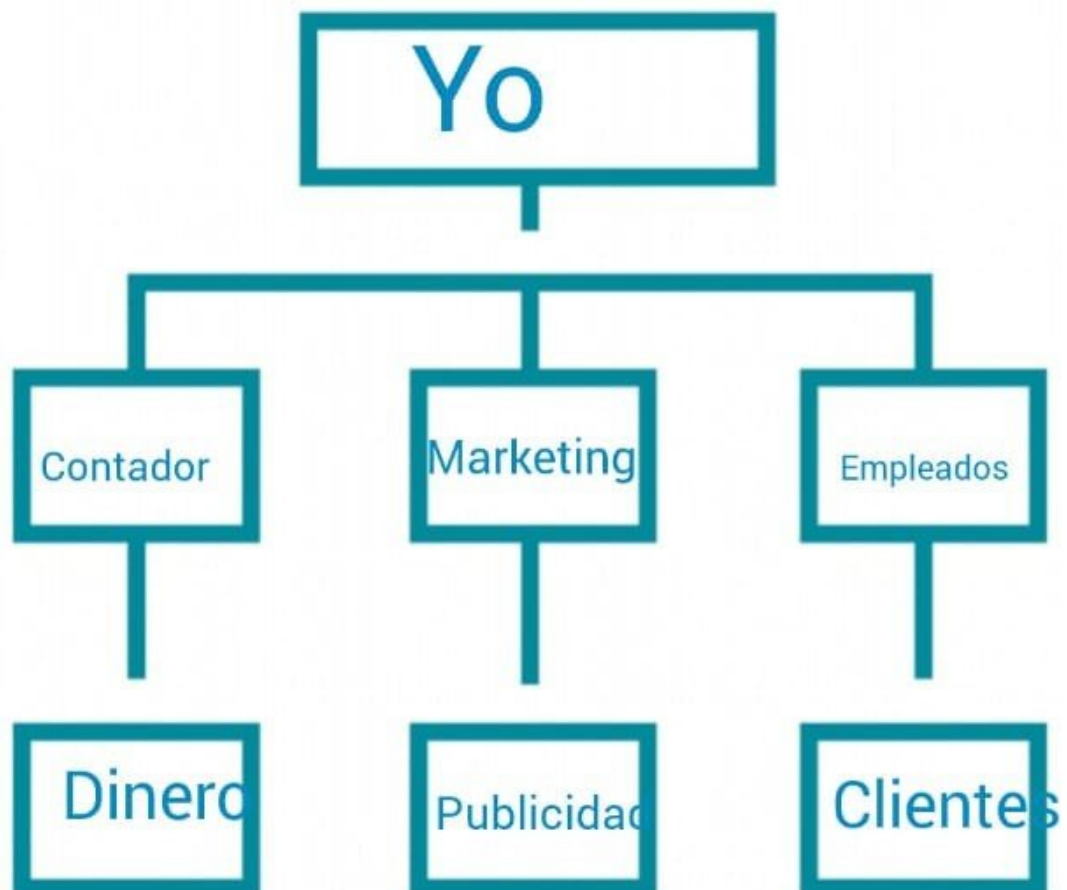 Yo
Contador
Marketing
Empleados
Dinero
Publicidad
Clientes